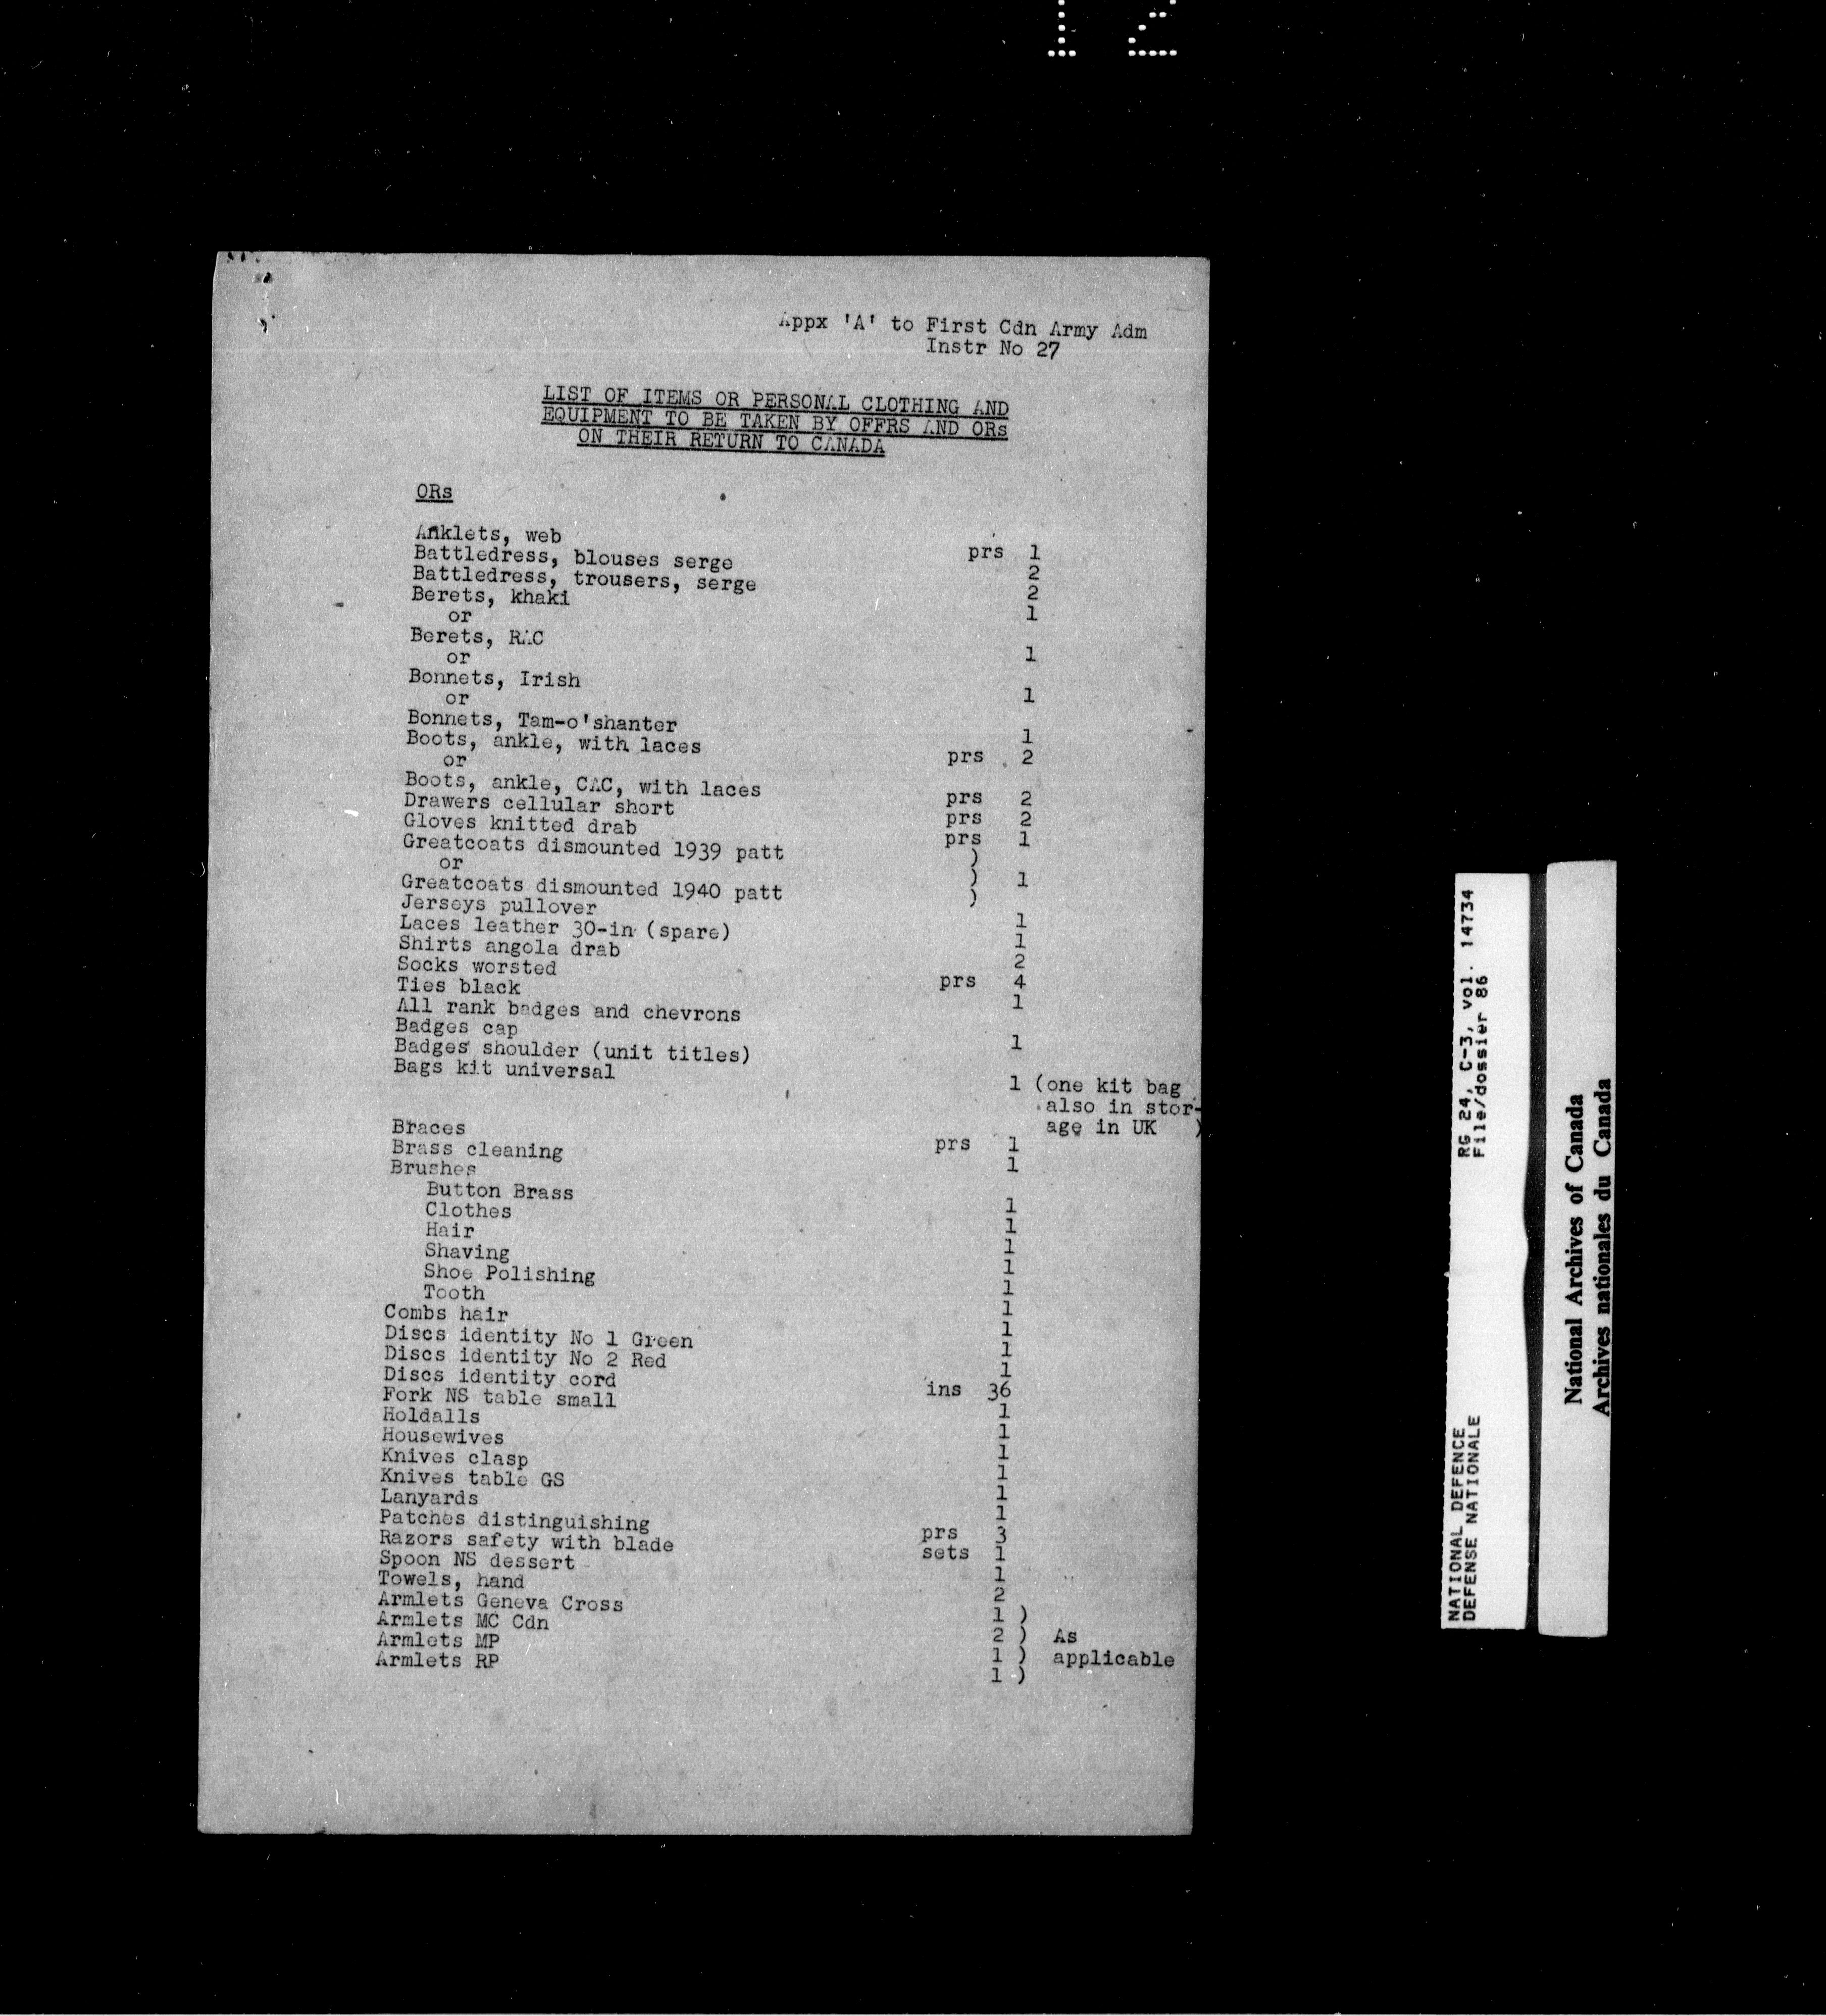 12
Appx 'A' to First Cdn Army Adm
Instr No 27
LIST OF ITEMS OR PERSONAL CLOTHING AND
EQUIPMENT TO BE TAKEN BY OFFRS AND ORs
ON THEIR RETURN TO CANADA
ORs
Anklets, web prs 1
Battledress, blouses serge 2
Battledress, trousers, serge 2
Berets, khaki 1
or
Berets, RAC 1
or
Bonnets, Irish 1
or
Bonnets, Tam-o'shanter 1
Boots, ankle, with laces prs 2
or
Boots, ankle, CAC, with laces prs 2
Drawers cellular short prs 2
Gloves knitted drab prs 1
Greatcoats dismounted 1939 patt )
or ) 1
Greatcoats dismounted 1940 patt )
Jerseys pullover 1
Laces leather 30-in (spare) 1
Shirts angola drab 2
Socks worsted prs 4
Ties black 1
All rank badges and chevrons
Badges cap 1
Badges shoulder (unit titles)
Bags kit universal 1 (one kit bag
also in stor-
age in UK )
Braces prs 1
Brass cleaning 1
Brushes
Button Brass 1
Clothes 1
Hair 1
Shaving 1
Shoe Polishing 1
Tooth 1
Combs hair 1
Discs identity No 1 Green 1
Discs identity No 2 Red 1
Discs identity cord ins 36
Fork NS table small 1
Holdalls 1
Housewives 1
Knives clasp 1
Knives table GS 1
Lanyards 1
Patches distinguishing prs 3
Razors safety with blade sets 1
Spoon NS dessert 1
Towels, hand 2
Armlets Geneva Cross 1 )
Armlets MC Cdn 2 ) As
Armlets MP 1 ) applicable
Armlets RP 1 )
NATIONAL DEFENCE RG 24, C-3, vol. 14734
DEFENSE NATIONALE File/dossier 86
National Archives of Canada
Archives nationales du Canada